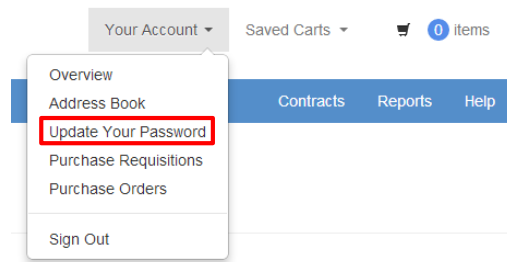 Your Account Saved Carts 0 items
Overview
Address Book Contracts Reports Help
Update Your Password
Purchase Requisitions
Purchase Orders
Sign Out